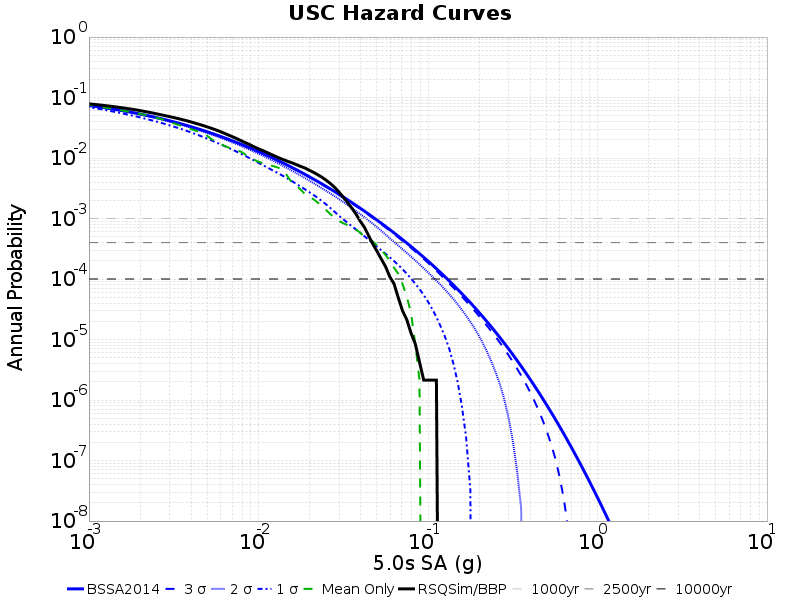 USC Hazard Curves
Annual Probability
10^0
10^-1
10^-2
10^-3
10^-4
10^-5
10^-6
10^-7
10^-8
10^-3 10^-2 10^-1 10^0 10^1
5.0s SA (g)
BSSA2014 3 σ 2 σ 1 σ Mean Only RSQSim/BBP 1000yr 2500yr 10000yr